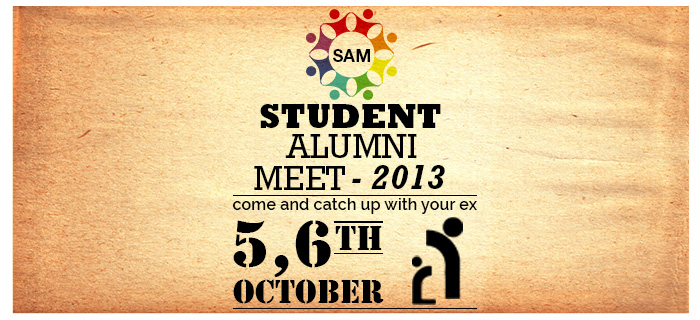 SAM
STUDENT
ALUMNI
MEET - 2013
come and catch up with your ex
5,6TH
OCTOBER